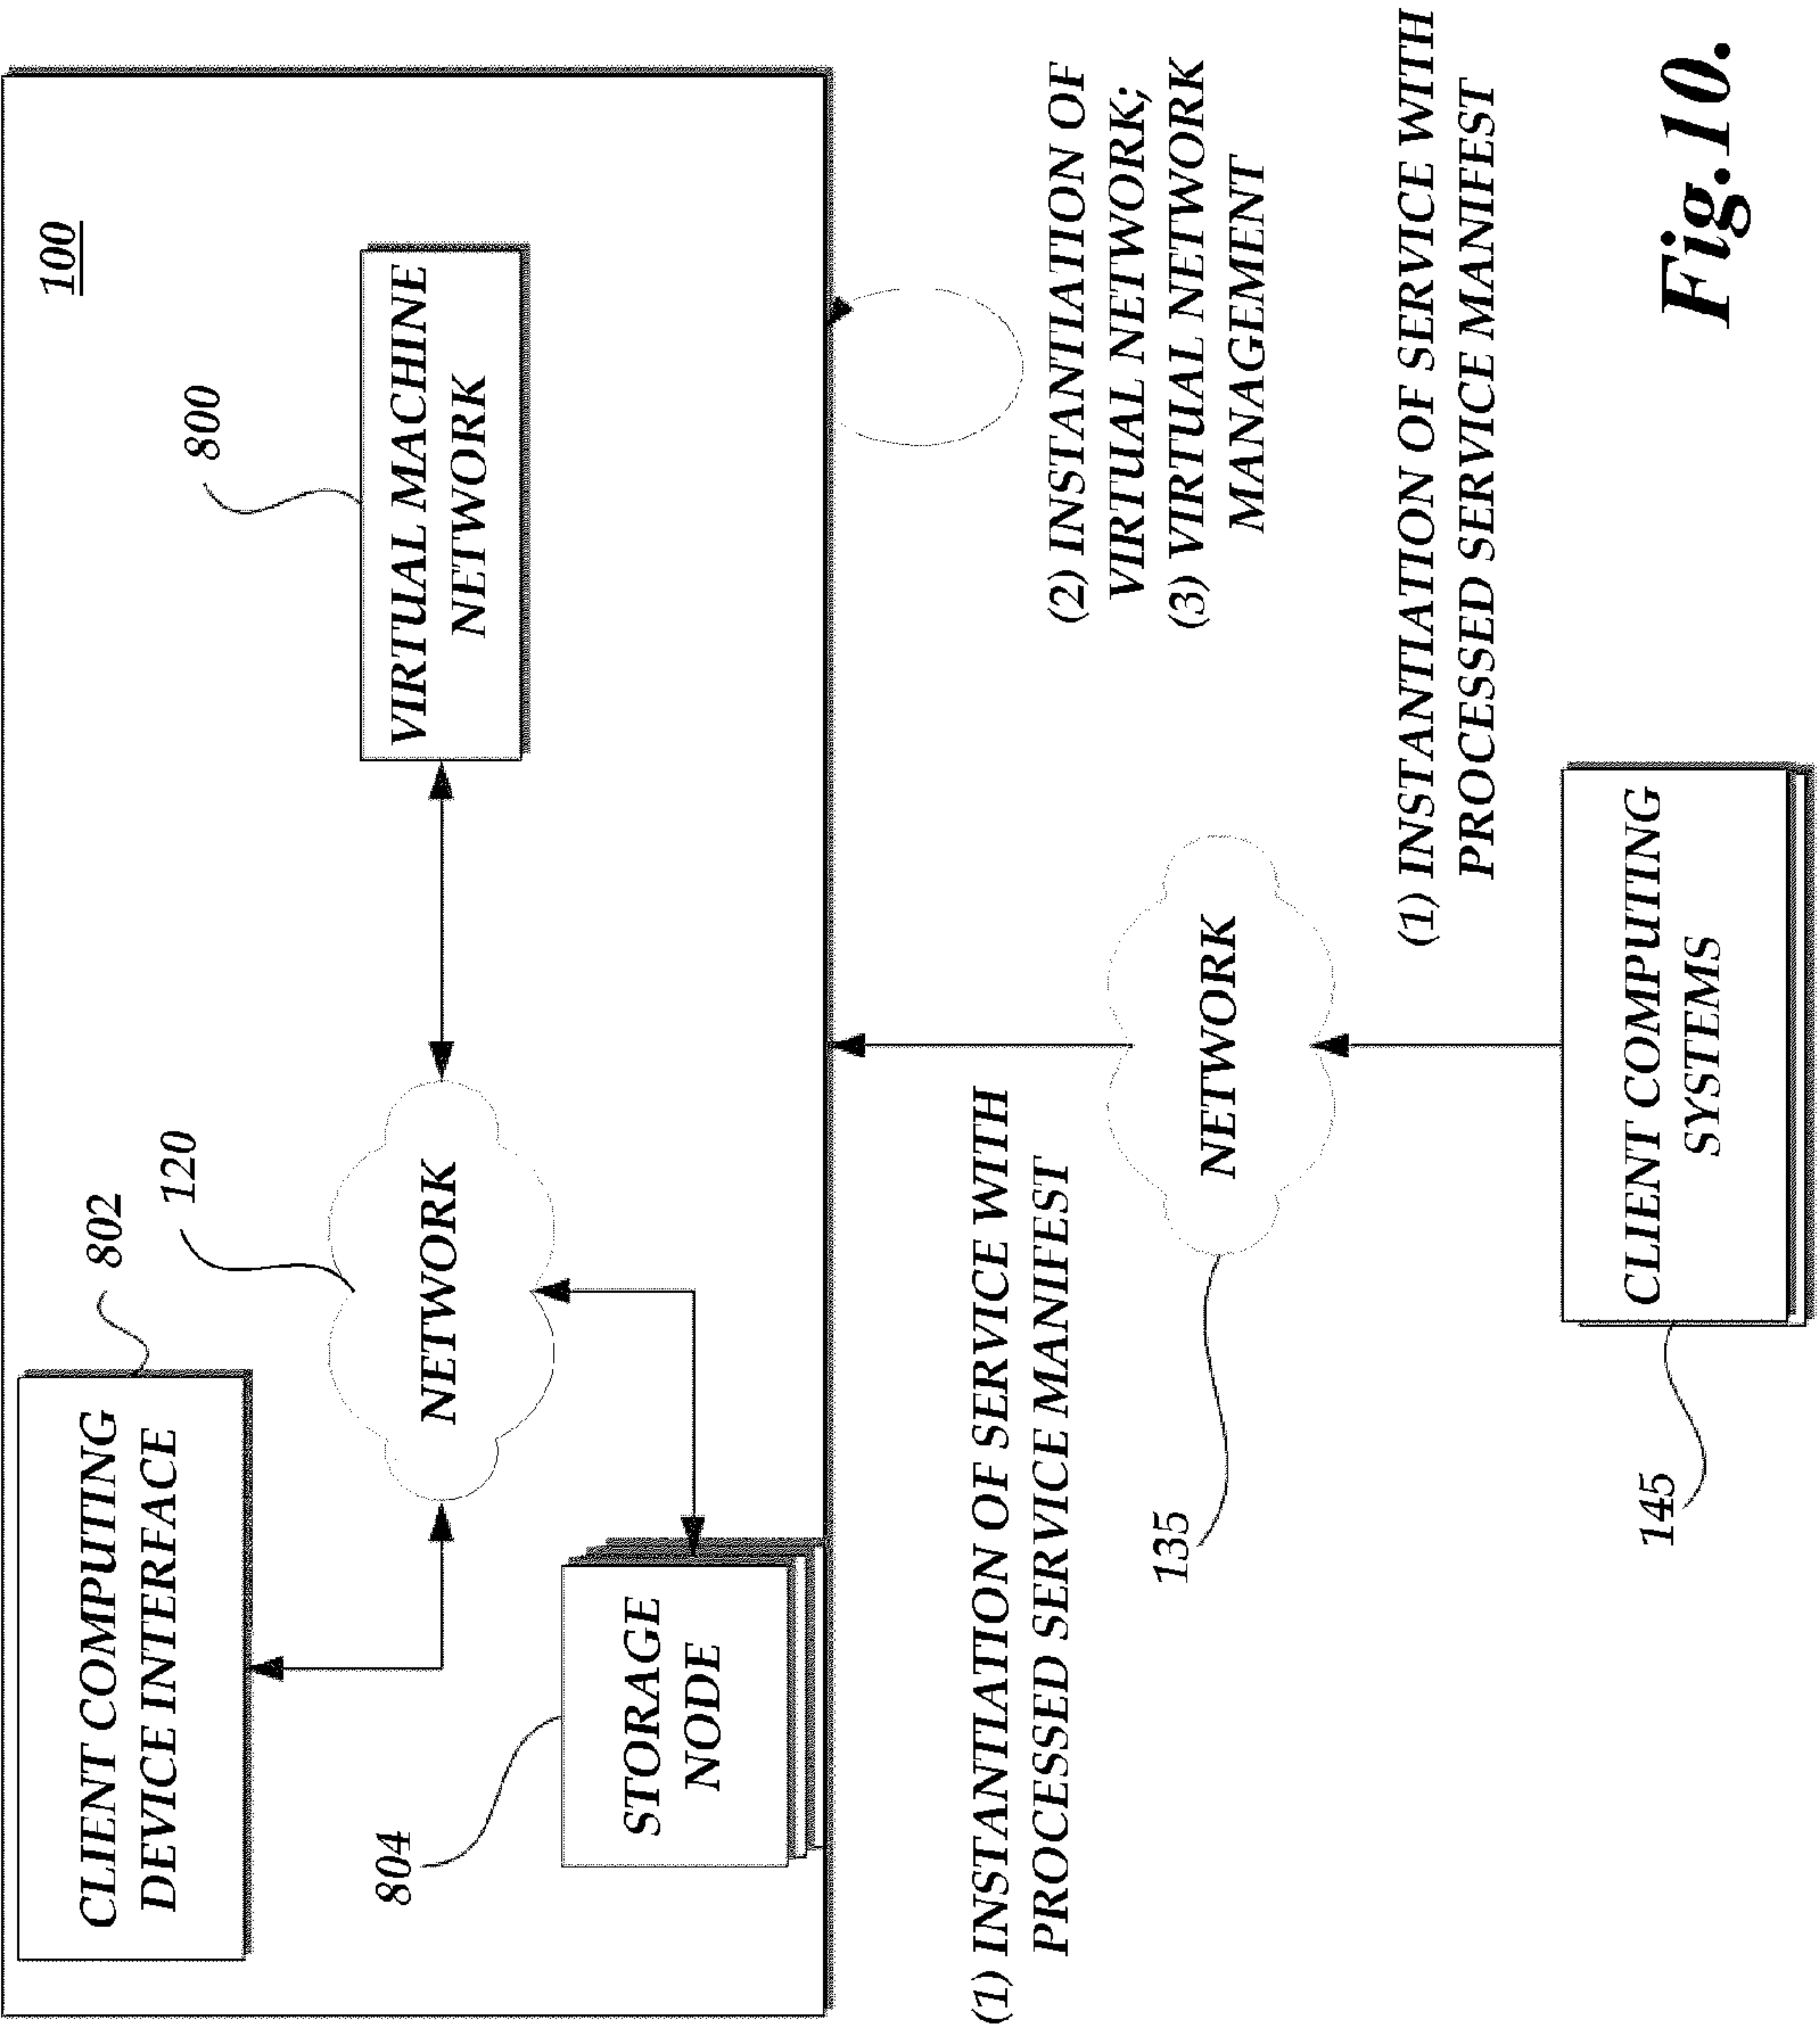 100
CLIENT COMPUTING
DEVICE INTERFACE
802
120
800
NETWORK
VIRTUAL MACHINE
NETWORK
804
STORAGE
NODE
(1) INSTANTIATION OF SERVICE WITH
PROCESSED SERVICE MANIFEST
(2) INSTANTIATION OF
VIRTUAL NETWORK;
(3) VIRTUAL NETWORK
MANAGEMENT
135
NETWORK
(1) INSTANTIATION OF SERVICE WITH
PROCESSED SERVICE MANIFEST
145
CLIENT COMPUTING
SYSTEMS
Fig.10.